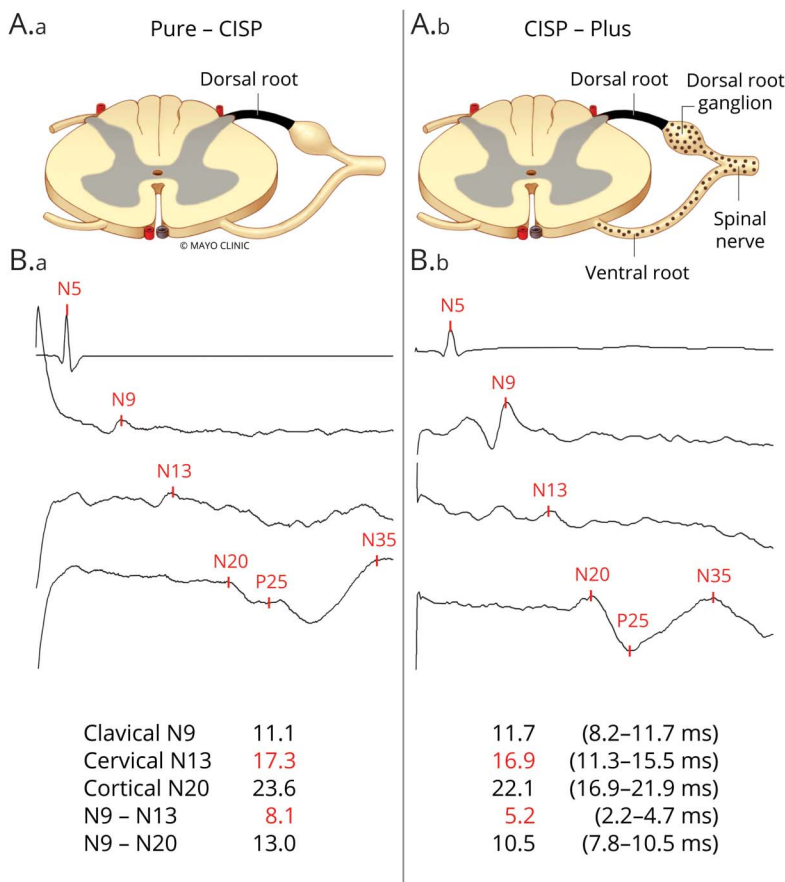 A.a
Pure – CISP
Dorsal root
© MAYO CLINIC
A.b
CISP – Plus
Dorsal root
Dorsal root
ganglion
Spinal
nerve
Ventral root
B.a
N5
N9
N13
N20
P25
N35
B.b
N5
N9
N13
N20
P25
N35
Clavical N9 11.1 11.7 (8.2–11.7 ms)
Cervical N13 17.3 16.9 (11.3–15.5 ms)
Cortical N20 23.6 22.1 (16.9–21.9 ms)
N9 – N13 8.1 5.2 (2.2–4.7 ms)
N9 – N20 13.0 10.5 (7.8–10.5 ms)